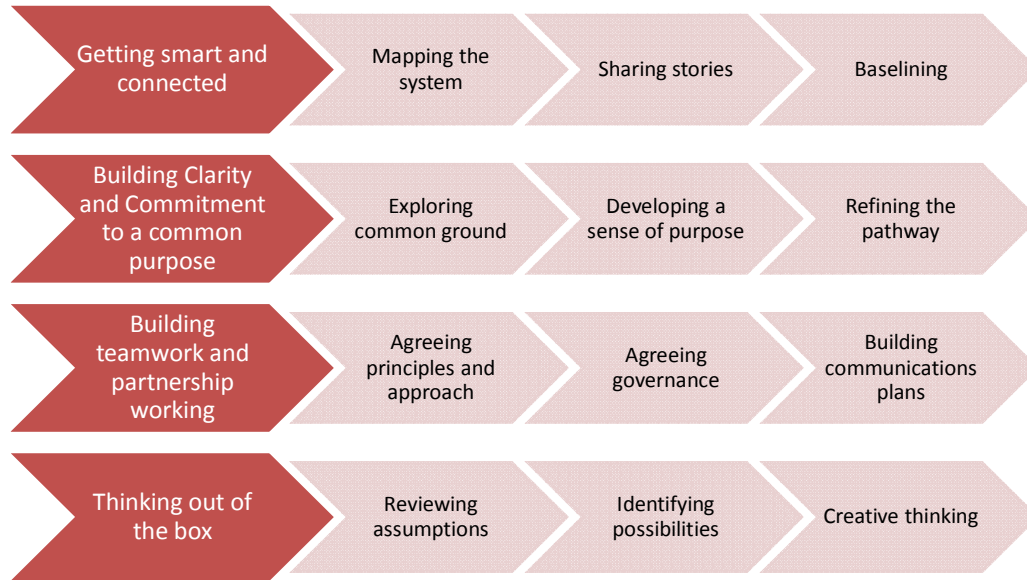 Getting smart and
connected
Mapping the
system
Sharing stories
Baselining
Building Clarity
and Commitment
to a common
purpose
Exploring
common ground
Developing a
sense of purpose
Refining the
pathway
Building
teamwork and
partnership
working
Agreeing
principles and
approach
Agreeing
governance
Building
communications
plans
Thinking out of
the box
Reviewing
assumptions
Identifying
possibilities
Creative thinking